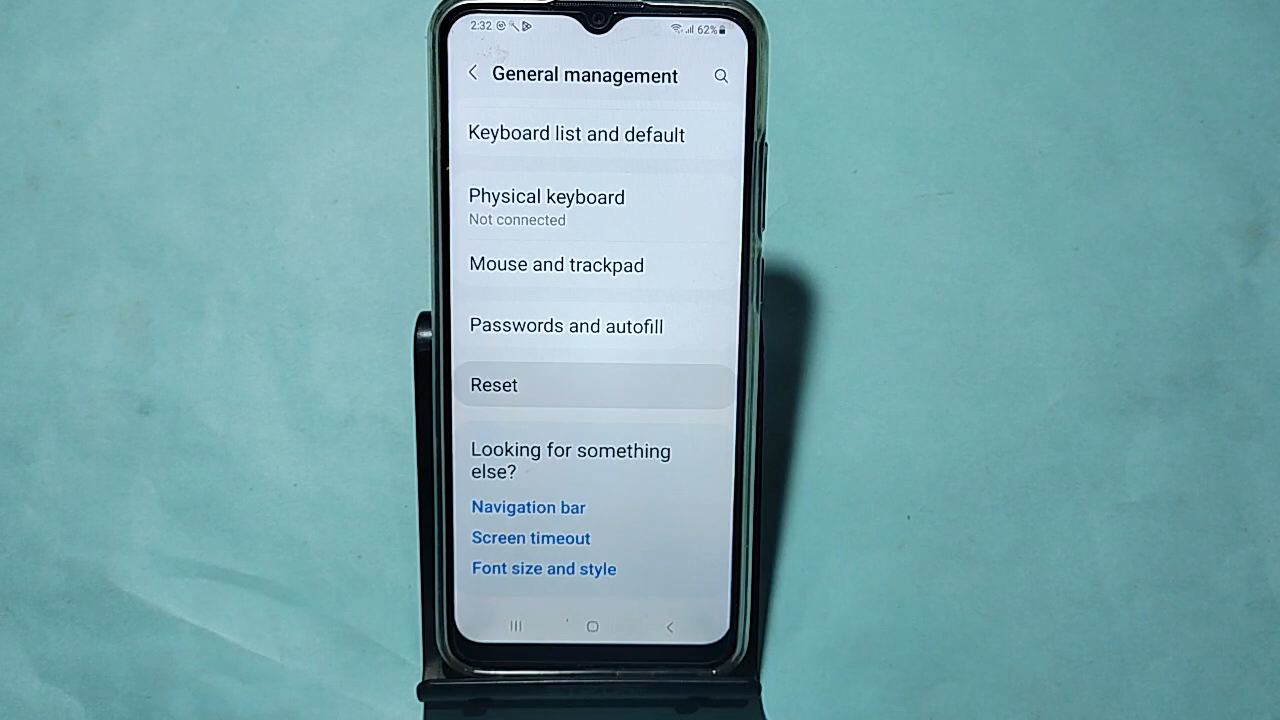 2:32
62%
General management
Keyboard list and default
Physical keyboard
Not connected
Mouse and trackpad
Passwords and autofill
Reset
Looking for something
else?
Navigation bar
Screen timeout
Font size and style